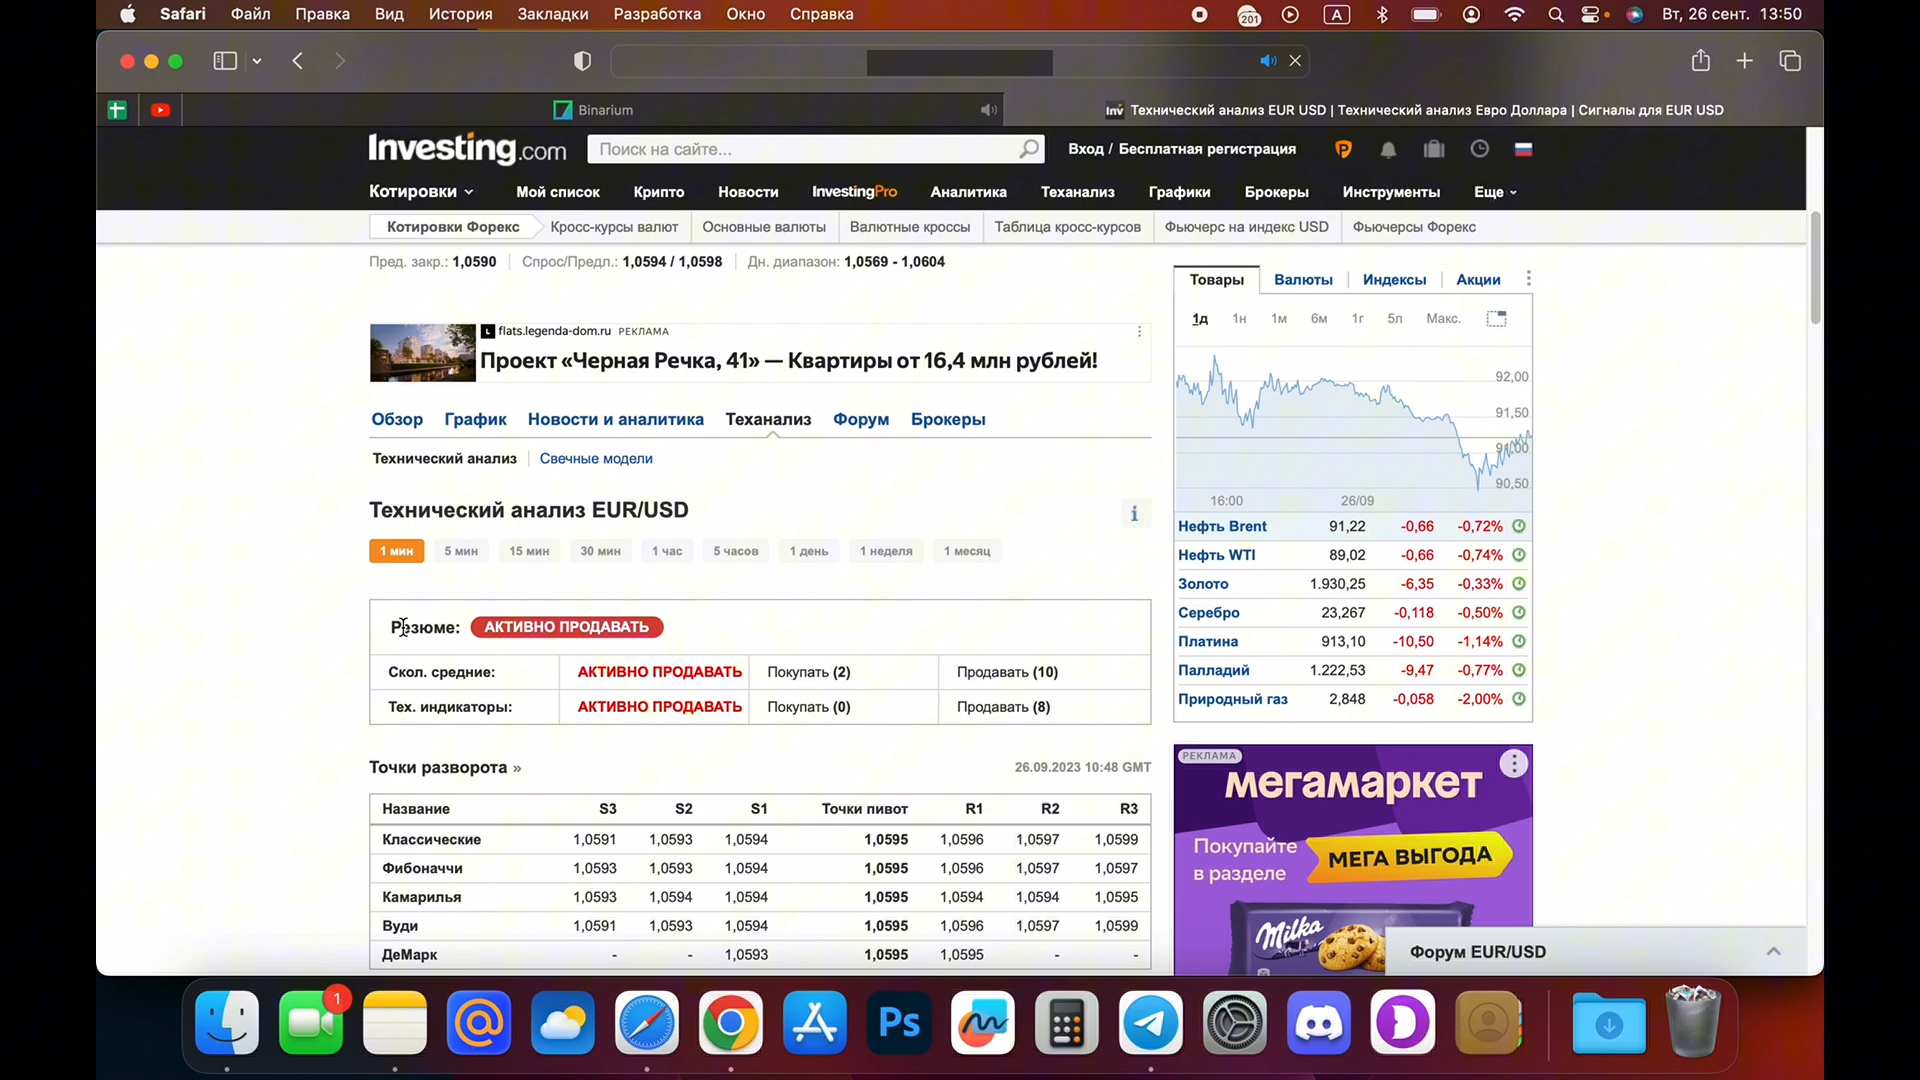 Safari Файл Правка Вид История Закладки Разработка Окно Справка 201 A Вт, 26 сент. 13:50
Binarium
Inv Технический анализ EUR USD | Технический анализ Евро Доллара | Сигналы для EUR USD
Investing.com Поиск на сайте... Вход / Бесплатная регистрация
Котировки Мой список Крипто Новости InvestingPro Аналитика Теханализ Графики Брокеры Инструменты Еще
Котировки Форекс Кросс-курсы валют Основные валюты Валютные кроссы Таблица кросс-курсов Фьючерс на индекс USD Фьючерсы Форекс
Пред. закр.: 1,0590 Спрос/Предл.: 1,0594 / 1,0598 Дн. диапазон: 1,0569 - 1,0604
L flats.legenda-dom.ru РЕКЛАМА
Проект «Черная Речка, 41» — Квартиры от 16,4 млн рублей!
Обзор График Новости и аналитика Теханализ Форум Брокеры
Технический анализ Свечные модели
Технический анализ EUR/USD i
1 мин 5 мин 15 мин 30 мин 1 час 5 часов 1 день 1 неделя 1 месяц
Резюме: АКТИВНО ПРОДАВАТЬ
Скол. средние: АКТИВНО ПРОДАВАТЬ Покупать (2) Продавать (10)
Тех. индикаторы: АКТИВНО ПРОДАВАТЬ Покупать (0) Продавать (8)
Точки разворота » 26.09.2023 10:48 GMT
Название S3 S2 S1 Точки пивот R1 R2 R3
Классические 1,0591 1,0593 1,0594 1,0595 1,0596 1,0597 1,0599
Фибоначчи 1,0593 1,0593 1,0594 1,0595 1,0596 1,0597 1,0597
Камарилья 1,0593 1,0594 1,0594 1,0595 1,0594 1,0594 1,0595
Вуди 1,0591 1,0593 1,0594 1,0595 1,0596 1,0597 1,0599
ДеМарк - - 1,0593 1,0595 1,0595 - -
Товары Валюты Индексы Акции
1д 1н 1м 6м 1г 5л Макс.
92,00
91,50
91,00
90,50
16:00 26/09
Нефть Brent 91,22 -0,66 -0,72%
Нефть WTI 89,02 -0,66 -0,74%
Золото 1.930,25 -6,35 -0,33%
Серебро 23,267 -0,118 -0,50%
Платина 913,10 -10,50 -1,14%
Палладий 1.222,53 -9,47 -0,77%
Природный газ 2,848 -0,058 -2,00%
РЕКЛАМА
мегамаркет
Покупайте
в разделе
МЕГА ВЫГОДА
Milka
Форум EUR/USD
1
Ps